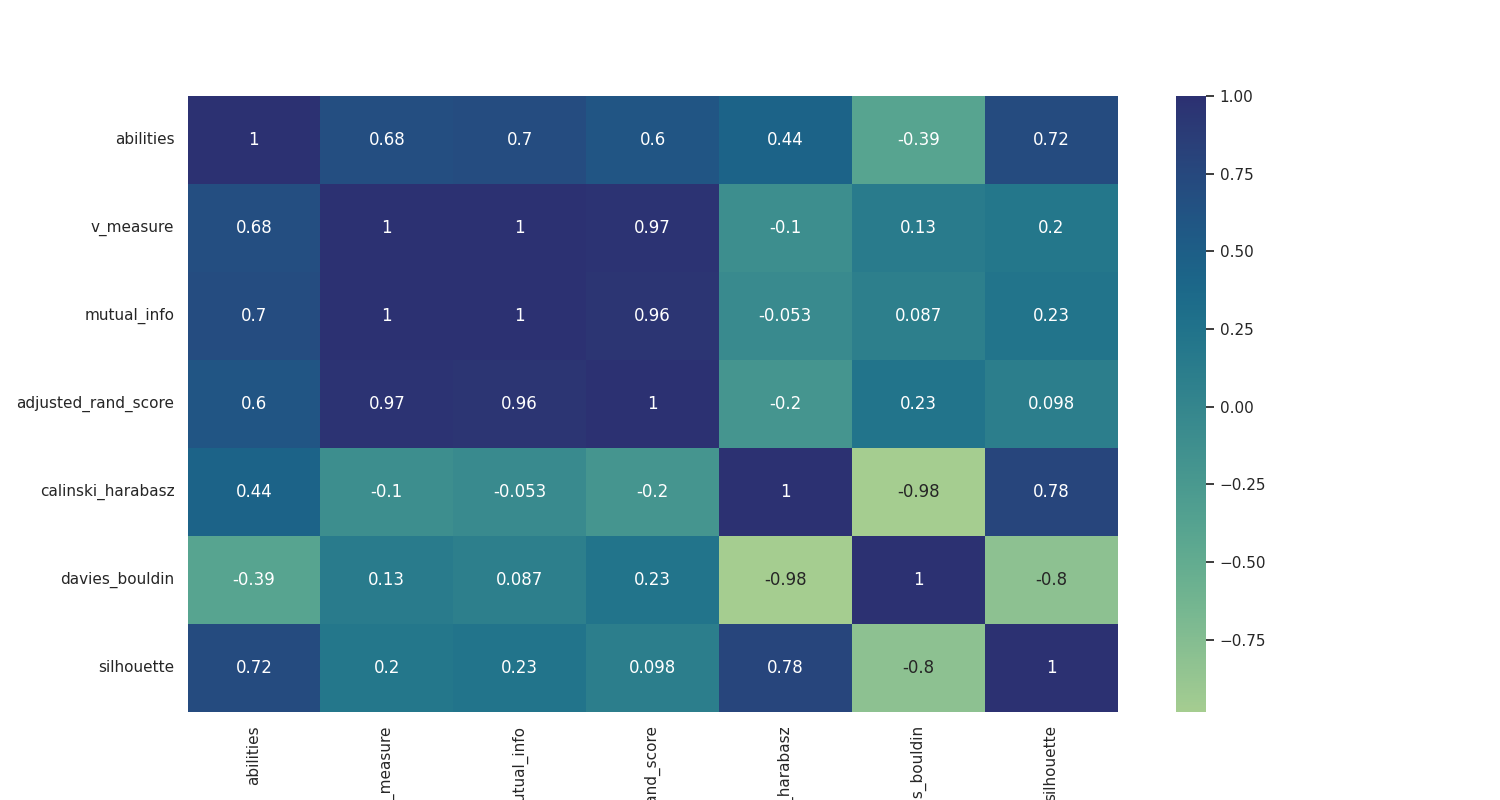 abilities 1 0.68 0.7 0.6 0.44 -0.39 0.72
v_measure 0.68 1 1 0.97 -0.1 0.13 0.2
mutual_info 0.7 1 1 0.96 -0.053 0.087 0.23
adjusted_rand_score 0.6 0.97 0.96 1 -0.2 0.23 0.098
calinski_harabasz 0.44 -0.1 -0.053 -0.2 1 -0.98 0.78
davies_bouldin -0.39 0.13 0.087 0.23 -0.98 1 -0.8
silhouette 0.72 0.2 0.23 0.098 0.78 -0.8 1
abilities
_measure
utual_info
and_score
_harabasz
s_bouldin
silhouette
1.00
0.75
0.50
0.25
0.00
−0.25
−0.50
−0.75